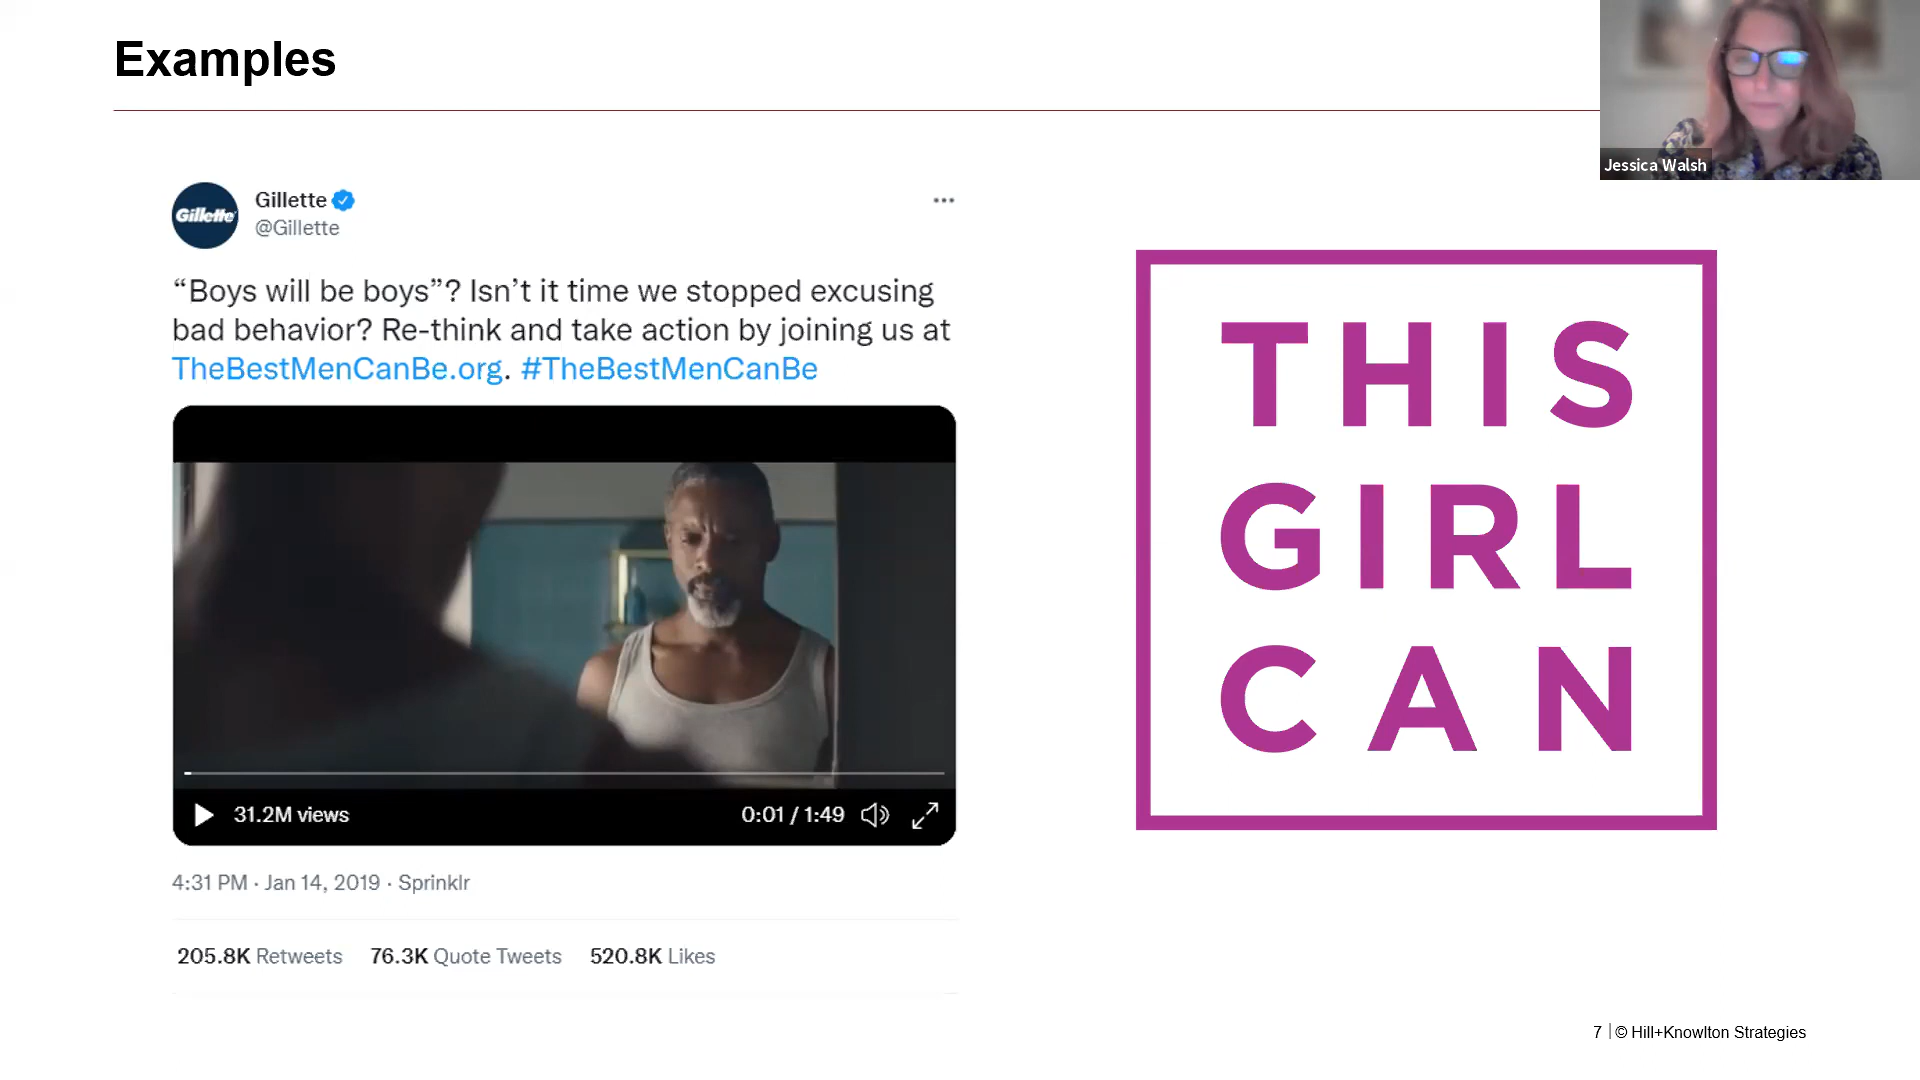 Examples
Jessica Walsh
Gillette
Gillette
@Gillette
“Boys will be boys”? Isn’t it time we stopped excusing
bad behavior? Re-think and take action by joining us at
TheBestMenCanBe.org. #TheBestMenCanBe
31.2M views
0:01 / 1:49
4:31 PM · Jan 14, 2019 · Sprinklr
205.8K Retweets 76.3K Quote Tweets 520.8K Likes
THIS
GIRL
CAN
7 | © Hill+Knowlton Strategies